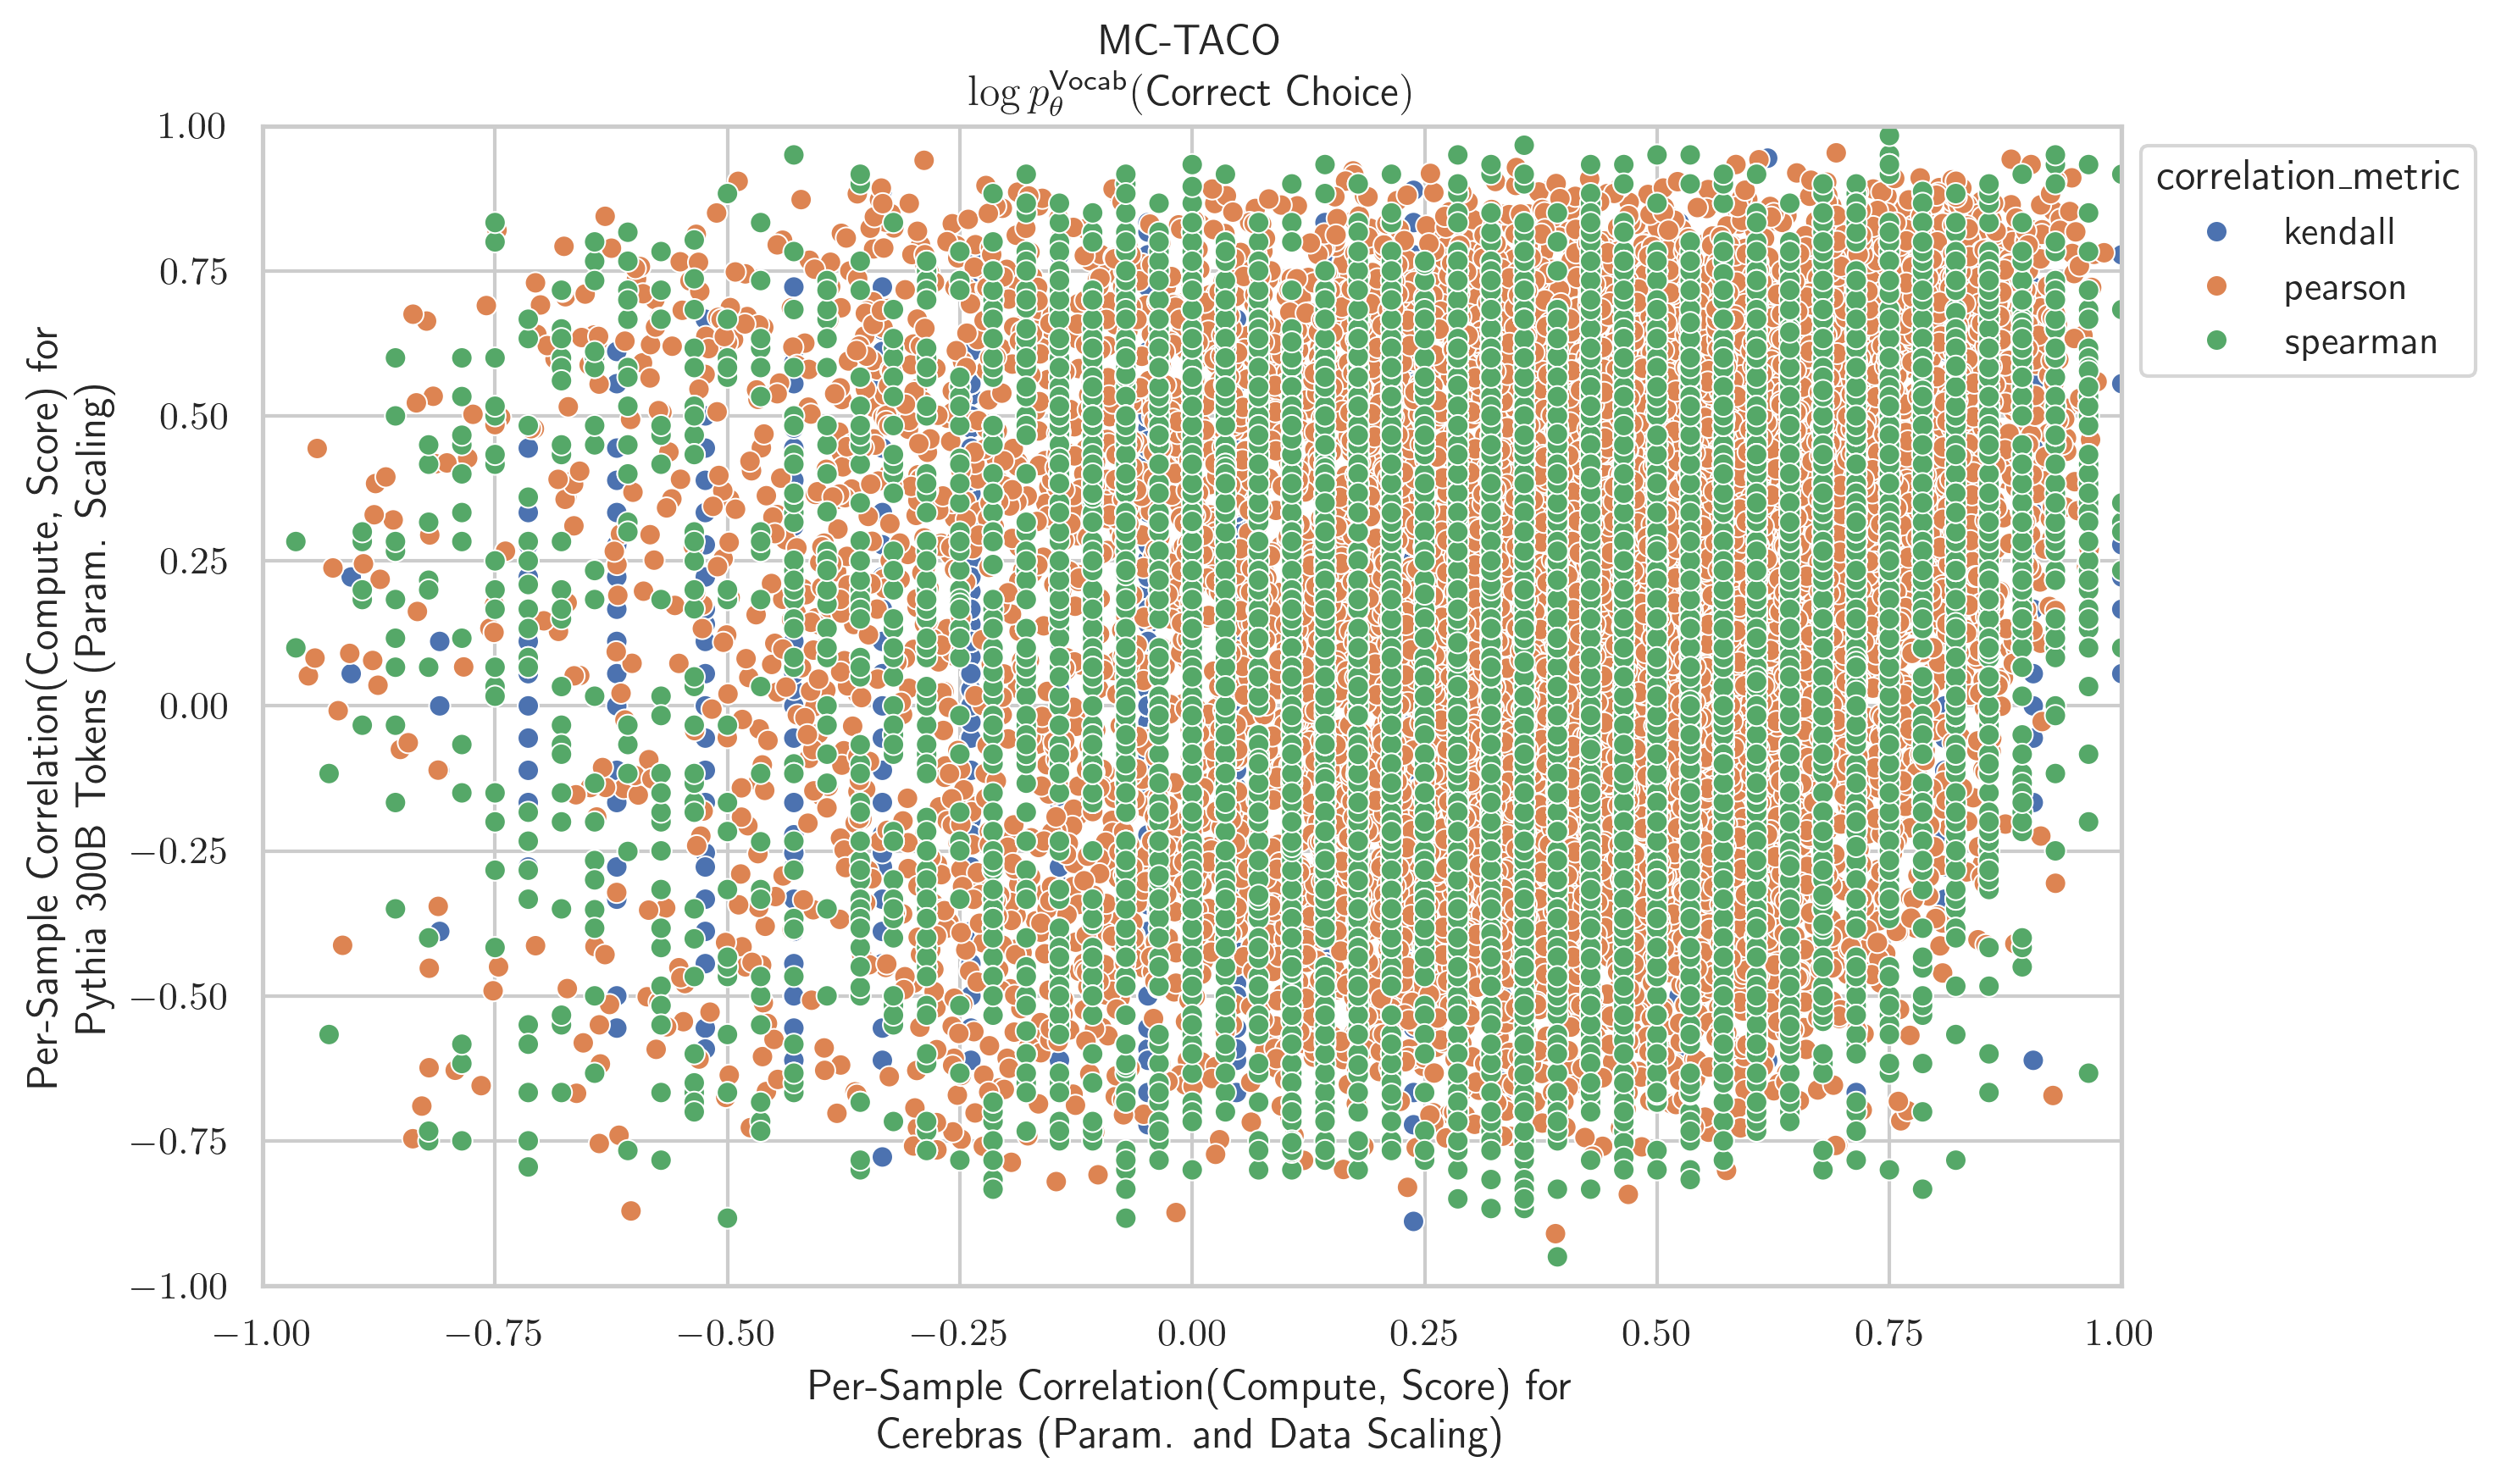 MC-TACO
log p_θ^Vocab(Correct Choice)
1.00
0.75
0.50
0.25
0.00
−0.25
−0.50
−0.75
−1.00
−1.00 −0.75 −0.50 −0.25 0.00 0.25 0.50 0.75 1.00
Per-Sample Correlation(Compute, Score) for
Pythia 300B Tokens (Param. Scaling)
Per-Sample Correlation(Compute, Score) for
Cerebras (Param. and Data Scaling)
correlation_metric
kendall
pearson
spearman